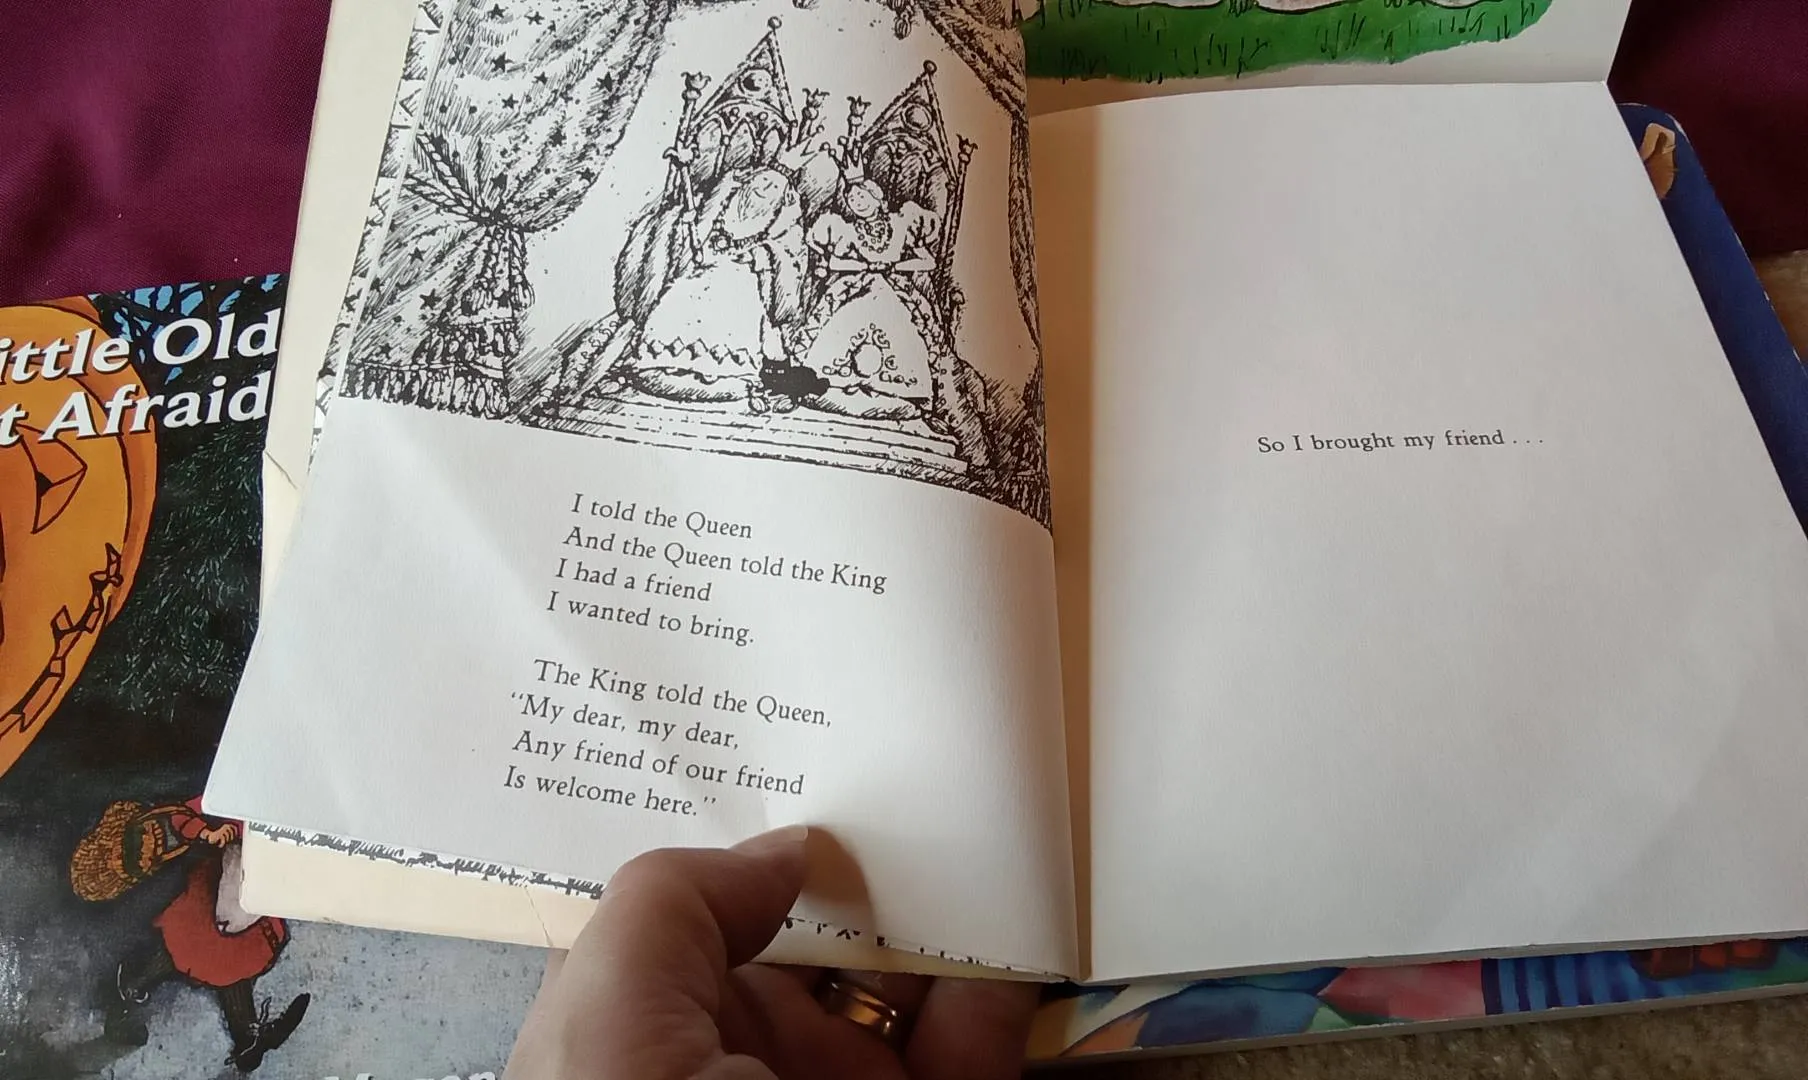 ittle Old
t Afraid
I told the Queen
And the Queen told the King
I had a friend
I wanted to bring.
The King told the Queen,
“My dear, my dear,
Any friend of our friend
Is welcome here.”
So I brought my friend . . .